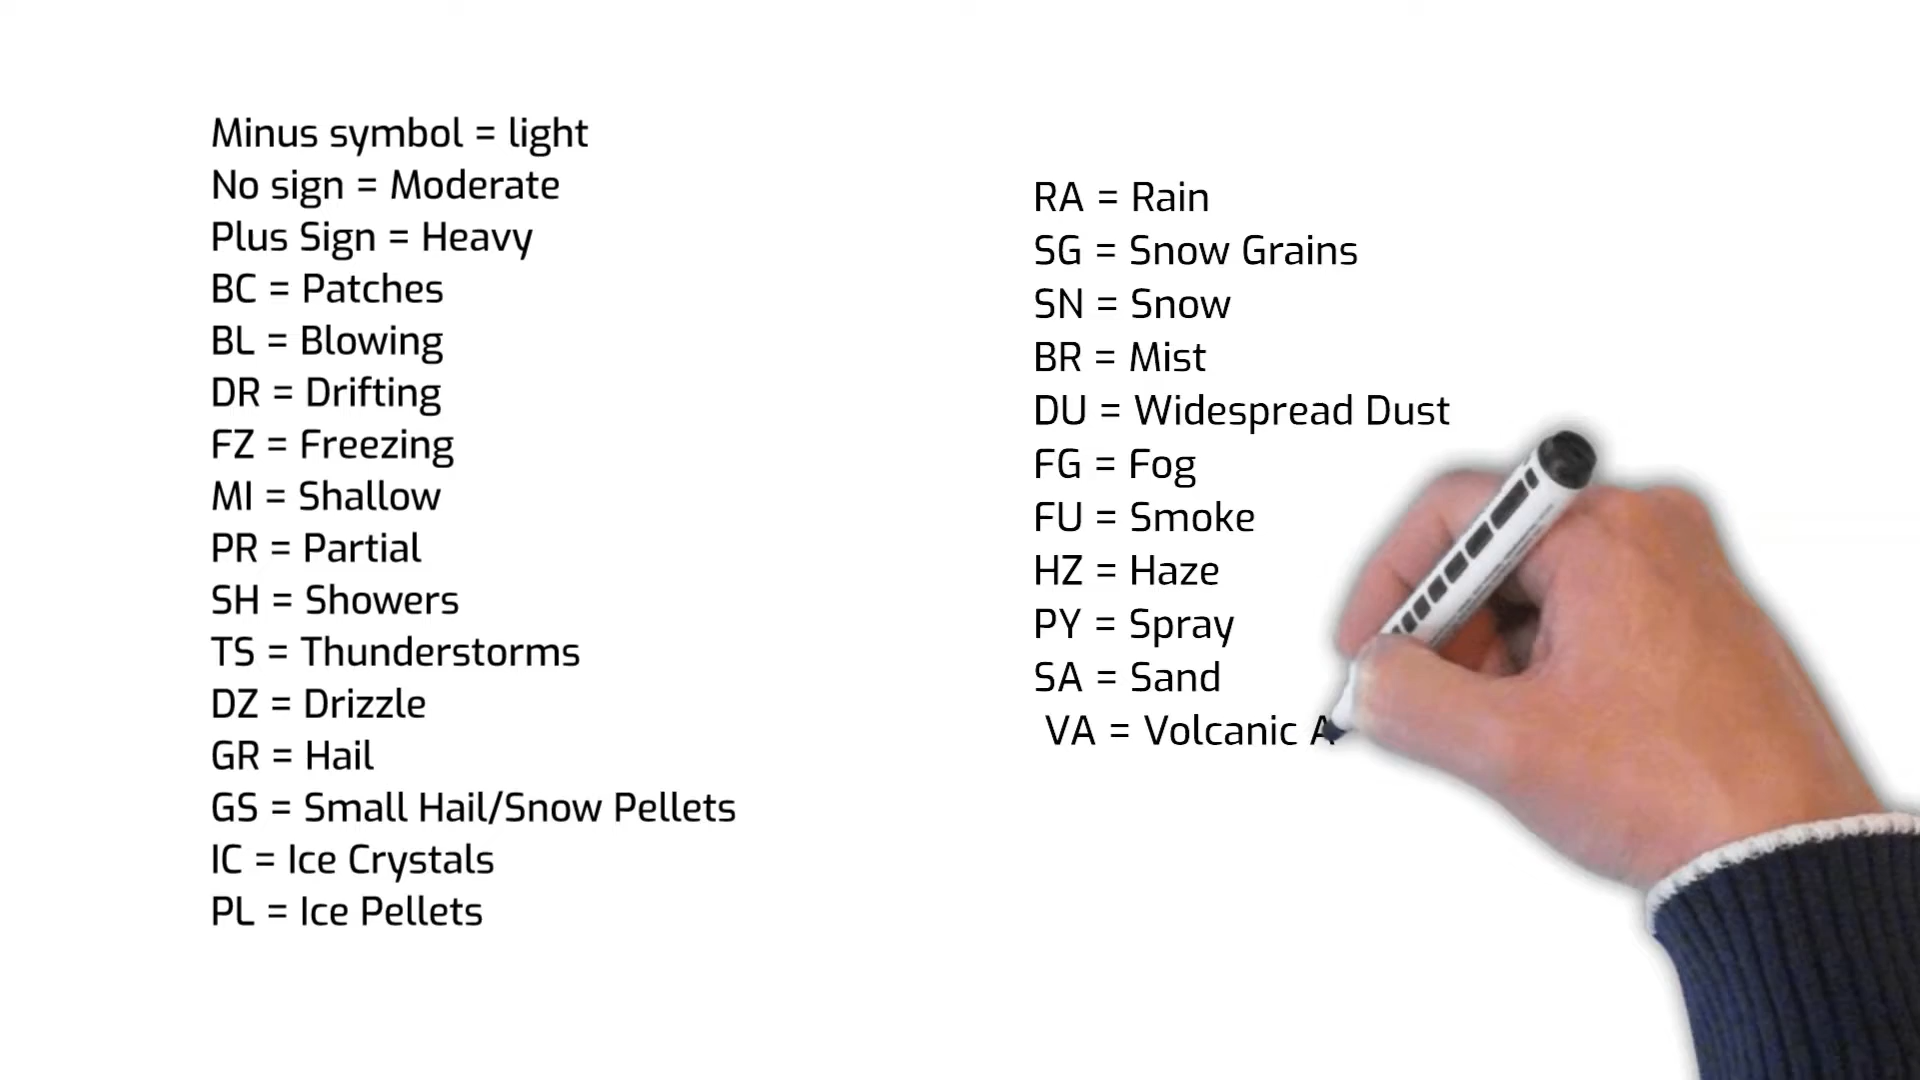 Minus symbol = light
No sign = Moderate
Plus Sign = Heavy
BC = Patches
BL = Blowing
DR = Drifting
FZ = Freezing
MI = Shallow
PR = Partial
SH = Showers
TS = Thunderstorms
DZ = Drizzle
GR = Hail
GS = Small Hail/Snow Pellets
IC = Ice Crystals
PL = Ice Pellets
RA = Rain
SG = Snow Grains
SN = Snow
BR = Mist
DU = Widespread Dust
FG = Fog
FU = Smoke
HZ = Haze
PY = Spray
SA = Sand
VA = Volcanic A